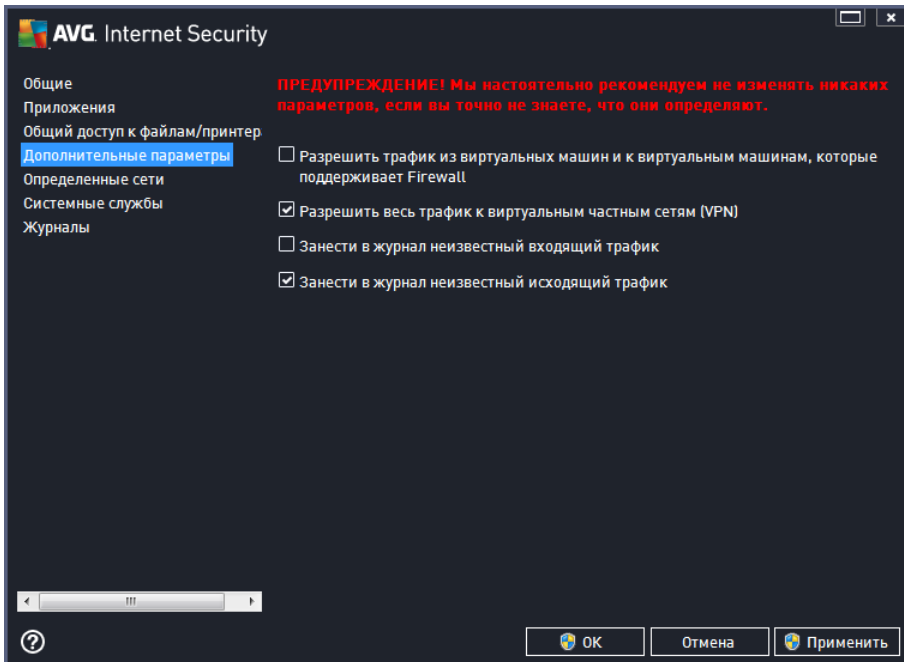 AVG. Internet Security
Общие
Приложения
Общий доступ к файлам/принтер
Дополнительные параметры
Определенные сети
Системные службы
Журналы
ПРЕДУПРЕЖДЕНИЕ! Мы настоятельно рекомендуем не изменять никаких
параметров, если вы точно не знаете, что они определяют.
Разрешить трафик из виртуальных машин и к виртуальным машинам, которые
поддерживает Firewall
Разрешить весь трафик к виртуальным частным сетям (VPN)
Занести в журнал неизвестный входящий трафик
Занести в журнал неизвестный исходящий трафик
OK
Отмена
Применить